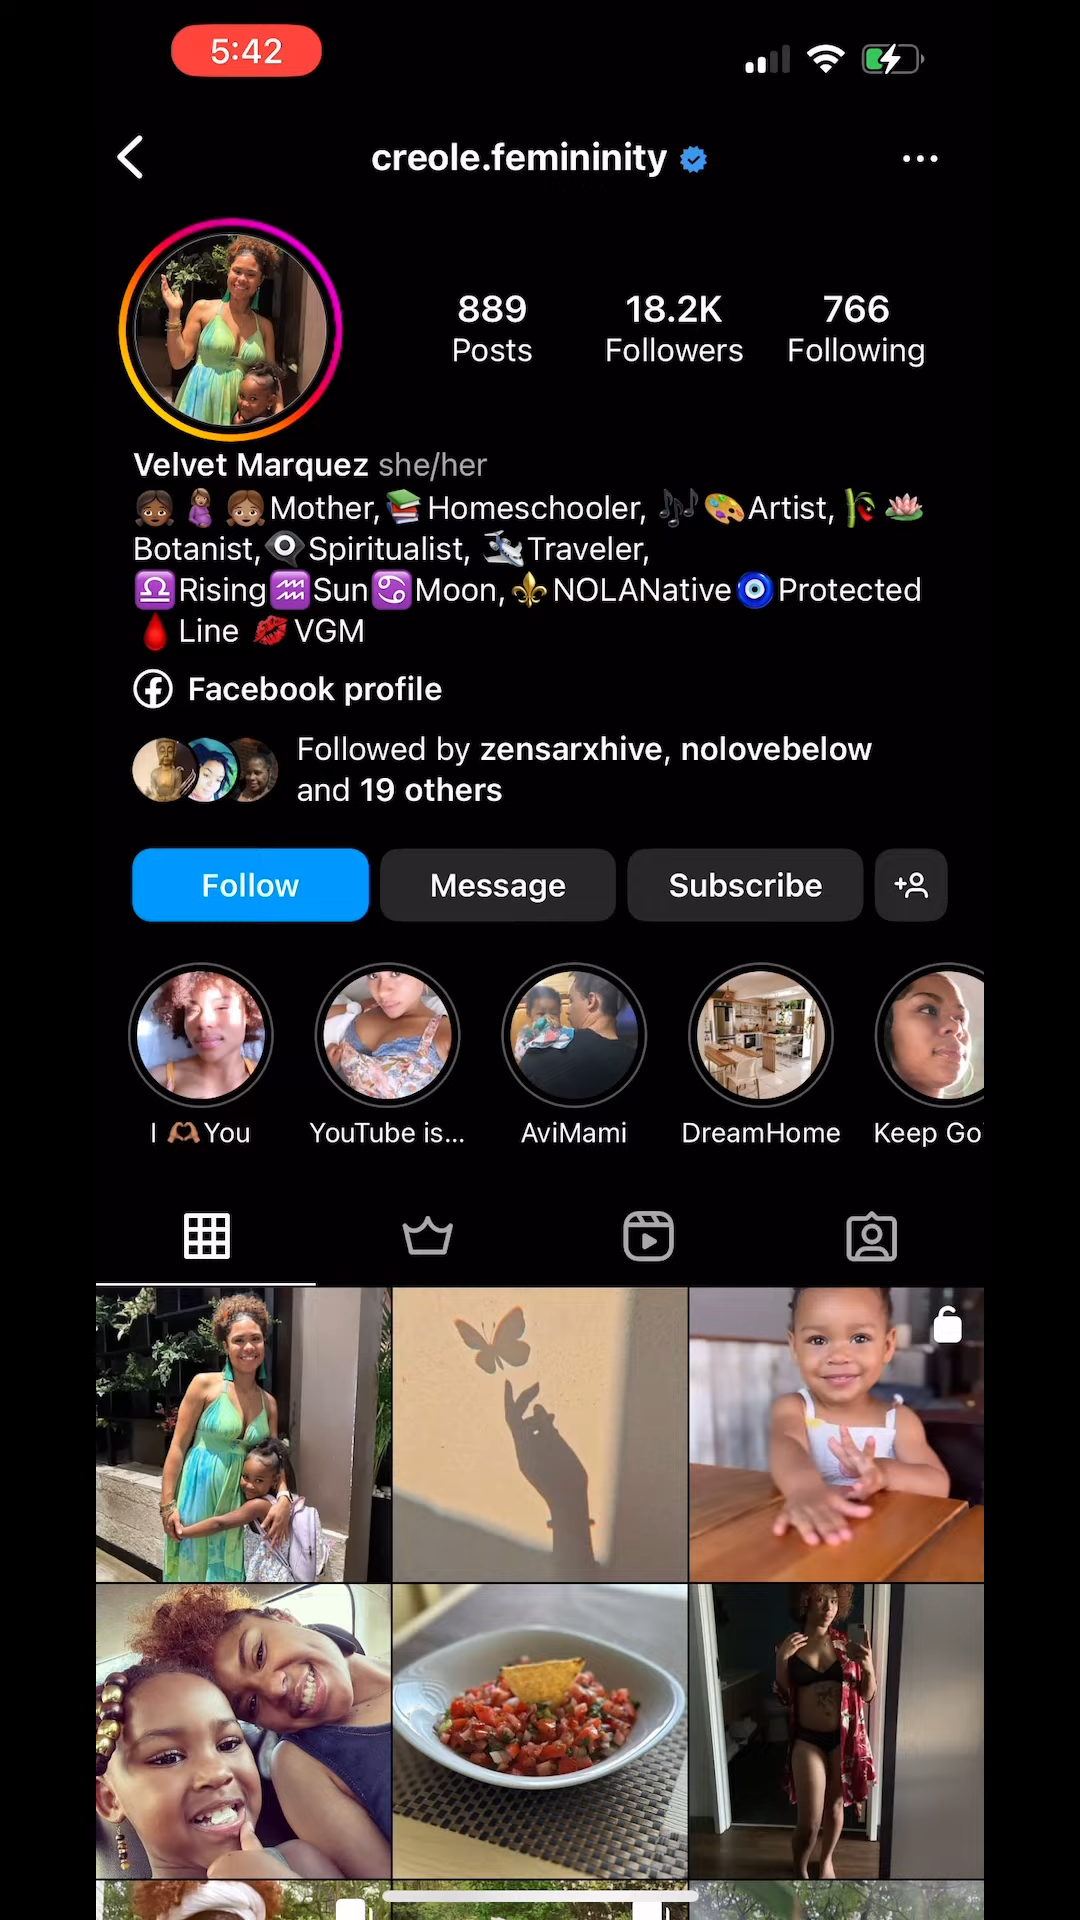 5:42
creole.femininity
889
Posts
18.2K
Followers
766
Following
Velvet Marquez she/her
👧🏾🤰🏽👧🏽Mother,📚Homeschooler, 🎶🎨Artist,🎋🪷
Botanist,👁️‍🗨️Spiritualist, 🛩️Traveler,
♎Rising♒Sun♋Moon,⚜️NOLANative🧿Protected
🩸Line 💋VGM
Facebook profile
Followed by zensarxhive, nolovebelow
and 19 others
Follow
Message
Subscribe
I 🫶🏽You
YouTube is...
AviMami
DreamHome
Keep Go